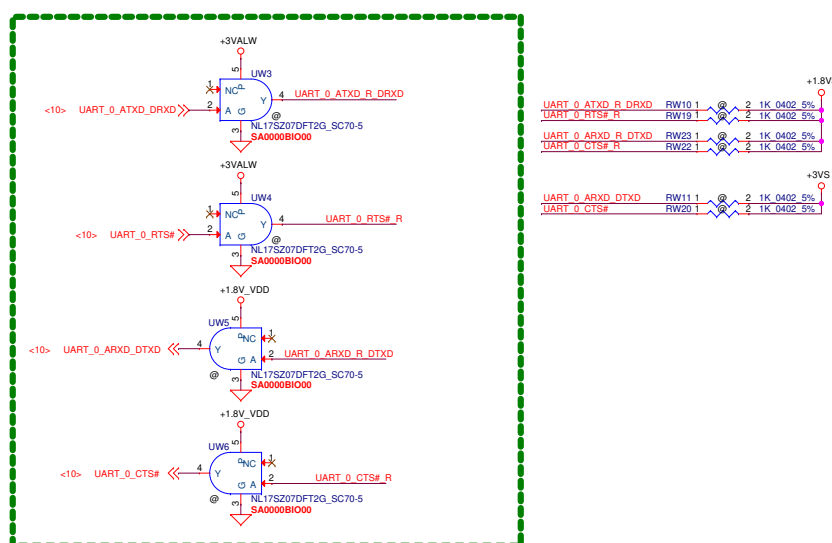 +3VALW
5
UW3
1
NC
P
<10> UART_0_ATXD_DRXD
2
A
G
Y
4
UART_0_ATXD_R_DRXD
3
@
NL17SZ07DFT2G_SC70-5
SA0000BIO00
+3VALW
5
UW4
1
NC
P
<10> UART_0_RTS#
2
A
G
Y
4
UART_0_RTS#_R
3
@
NL17SZ07DFT2G_SC70-5
SA0000BIO00
+1.8V_VDD
5
UW5
P
NC
1
<10> UART_0_ARXD_DTXD
4
Y
G
A
2
UART_0_ARXD_R_DTXD
3
@
NL17SZ07DFT2G_SC70-5
SA0000BIO00
+1.8V_VDD
5
UW6
P
NC
1
<10> UART_0_CTS#
4
Y
G
A
2
UART_0_CTS#_R
3
@
NL17SZ07DFT2G_SC70-5
SA0000BIO00
+1.8V
UART_0_ATXD_R_DRXD RW10 1 @ 2 1K_0402_5%
UART_0_RTS#_R RW19 1 2 1K_0402_5%
UART_0_ARXD_R_DTXD RW23 1 @ 2 1K_0402_5%
UART_0_CTS#_R RW22 1 @ 2 1K_0402_5%
+3VS
UART_0_ARXD_DTXD RW11 1 @ 2 1K_0402_5%
UART_0_CTS# RW20 1 @ 2 1K_0402_5%